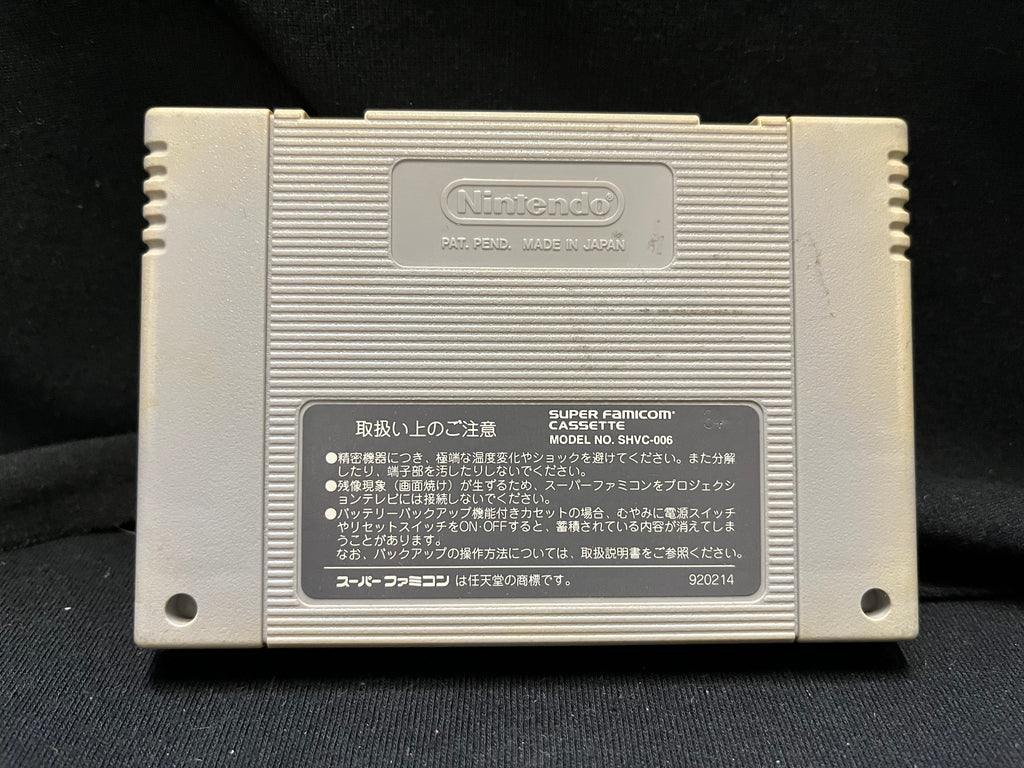 Nintendo®
PAT. PEND. MADE IN JAPAN
取扱い上のご注意
SUPER FAMICOM
CASSETTE
MODEL NO. SHVC-006
●精密機器につき、極端な温度変化やショックを避けてください。また分解
したり、端子部を汚したりしないでください。
●残像現象(画面焼け)が生ずるため、スーパーファミコンをプロジェクシ
ョンテレビには接続しないでください。
●バッテリーバックアップ機能付きカセットの場合、むやみに電源スイッチ
やリセットスイッチをON・OFFすると、蓄積されている内容が消えてしま
うことがあります。
なお、バックアップの操作方法については、取扱説明書をご参照ください。
スーパーファミコン は任天堂の商標です。
920214